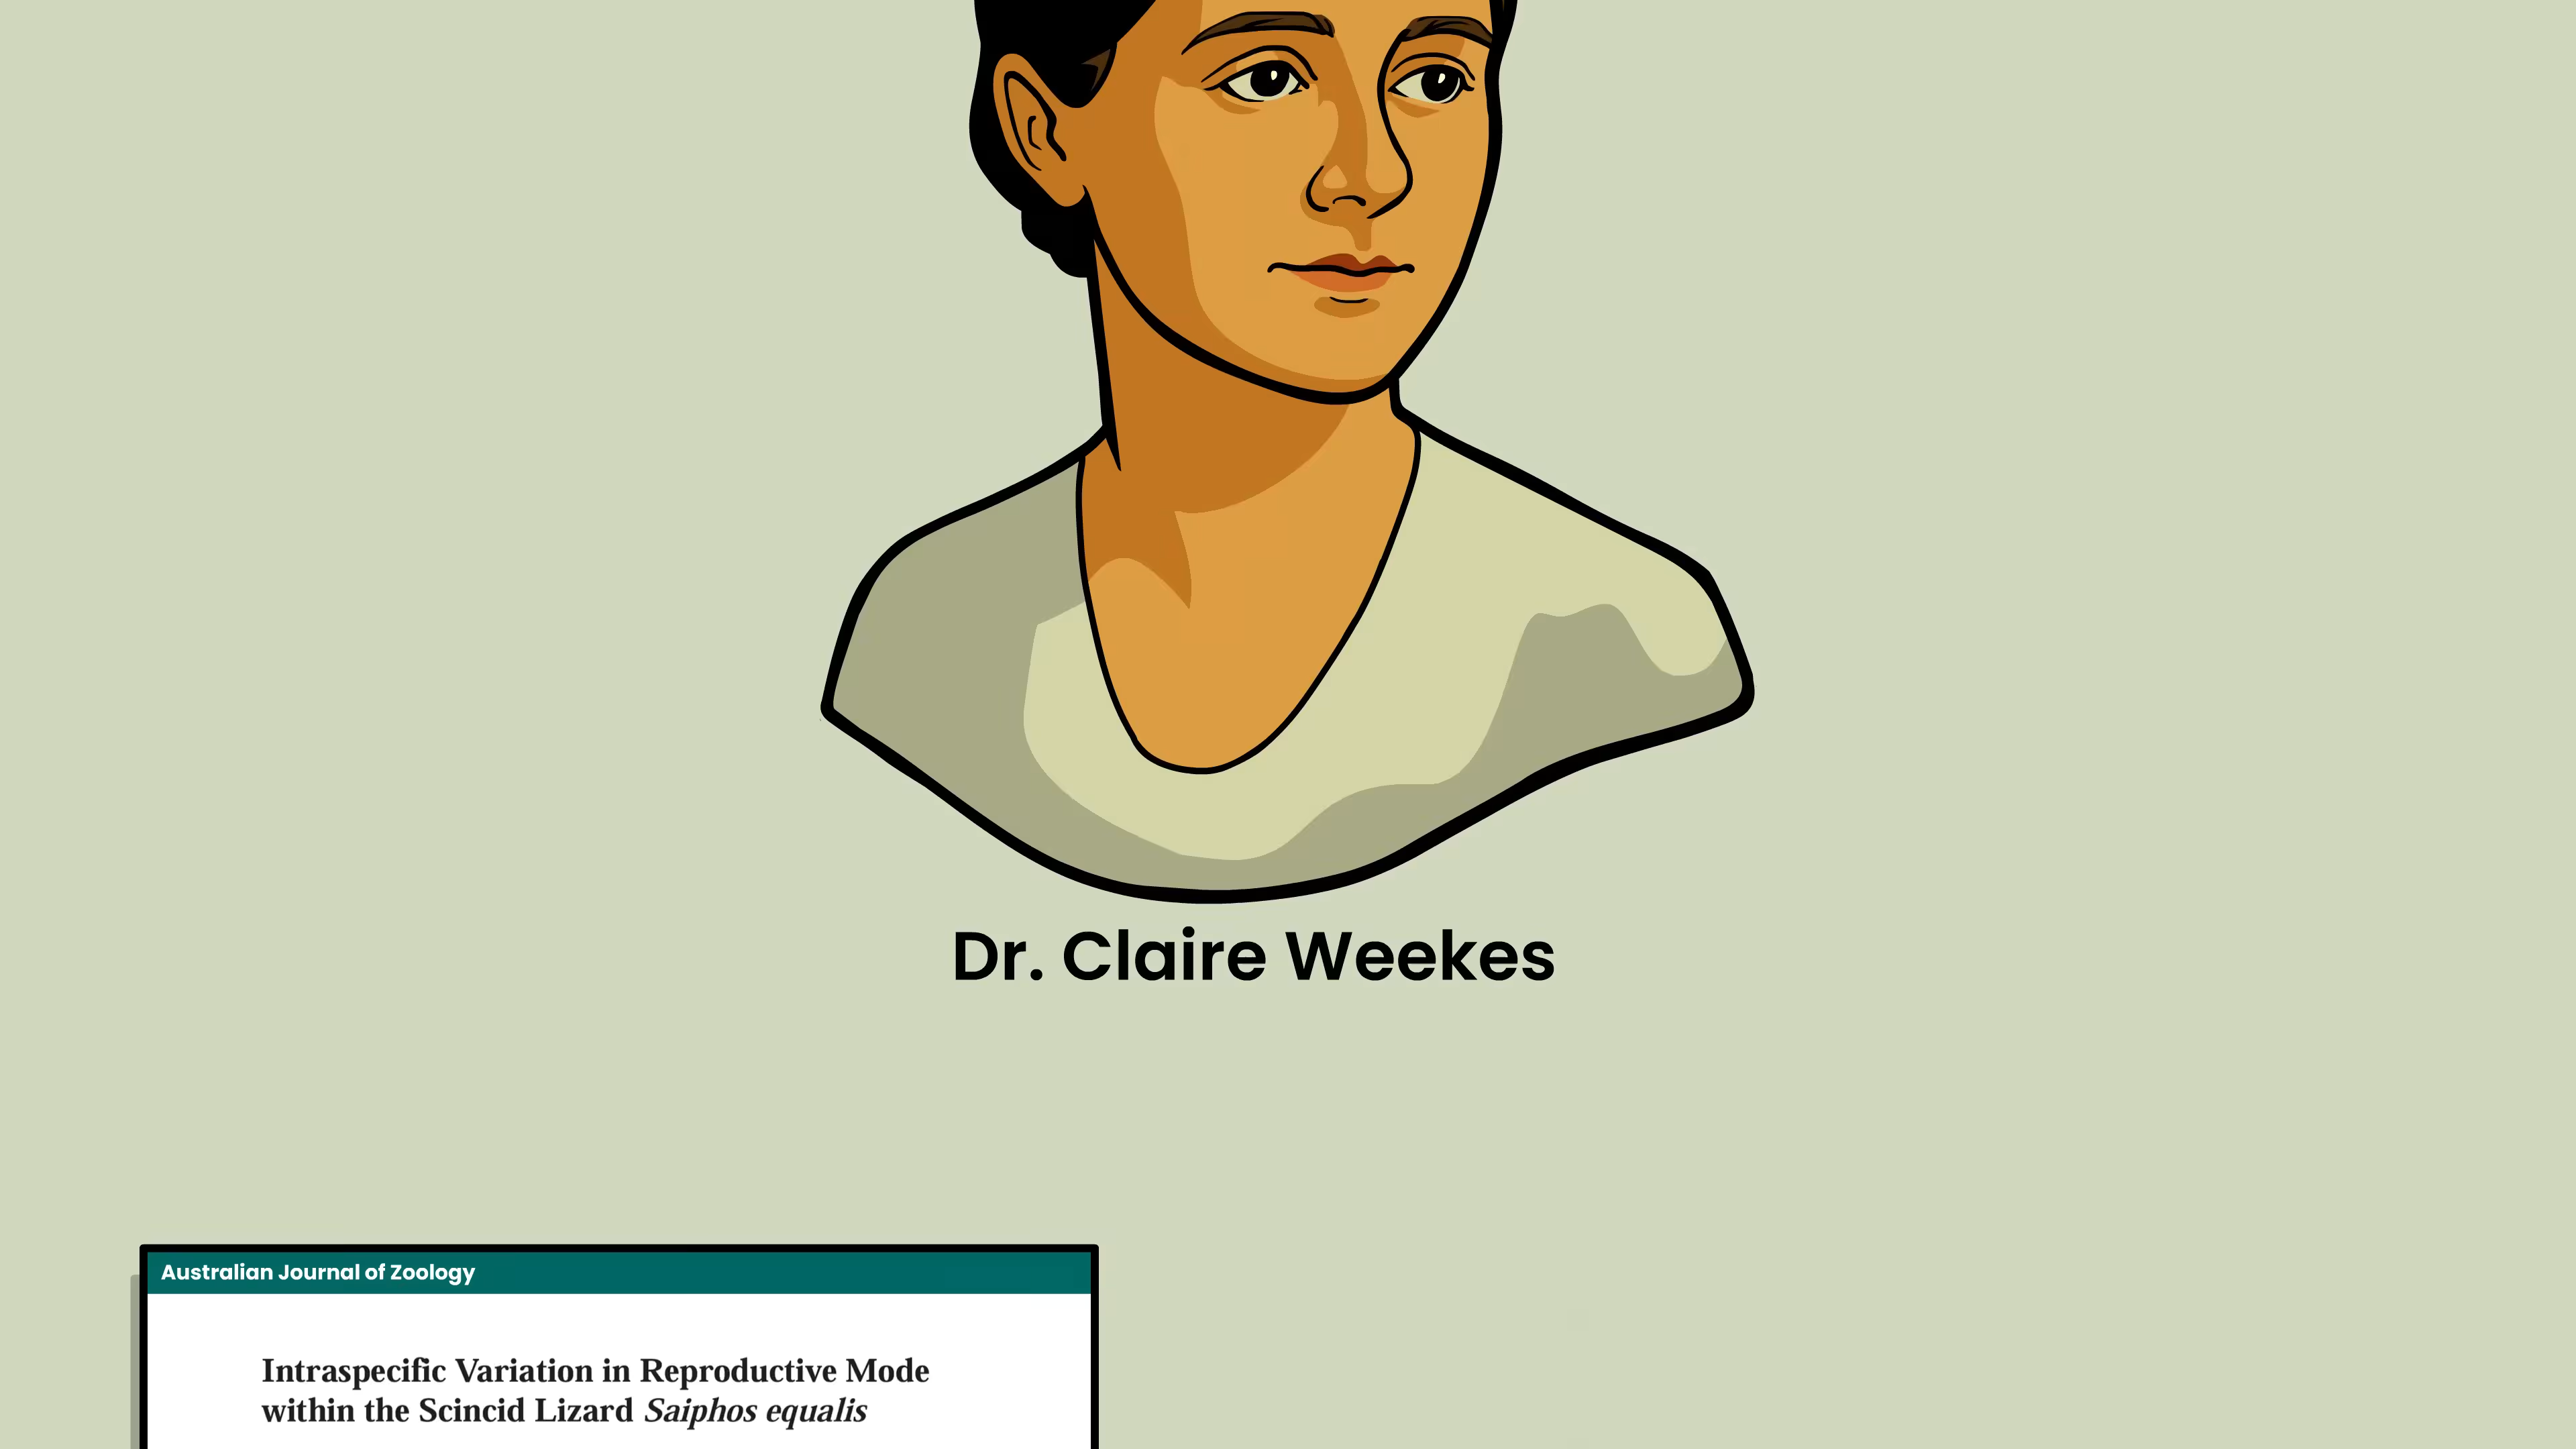 Dr. Claire Weekes
Australian Journal of Zoology
Intraspecific Variation in Reproductive Mode
within the Scincid Lizard Saiphos equalis